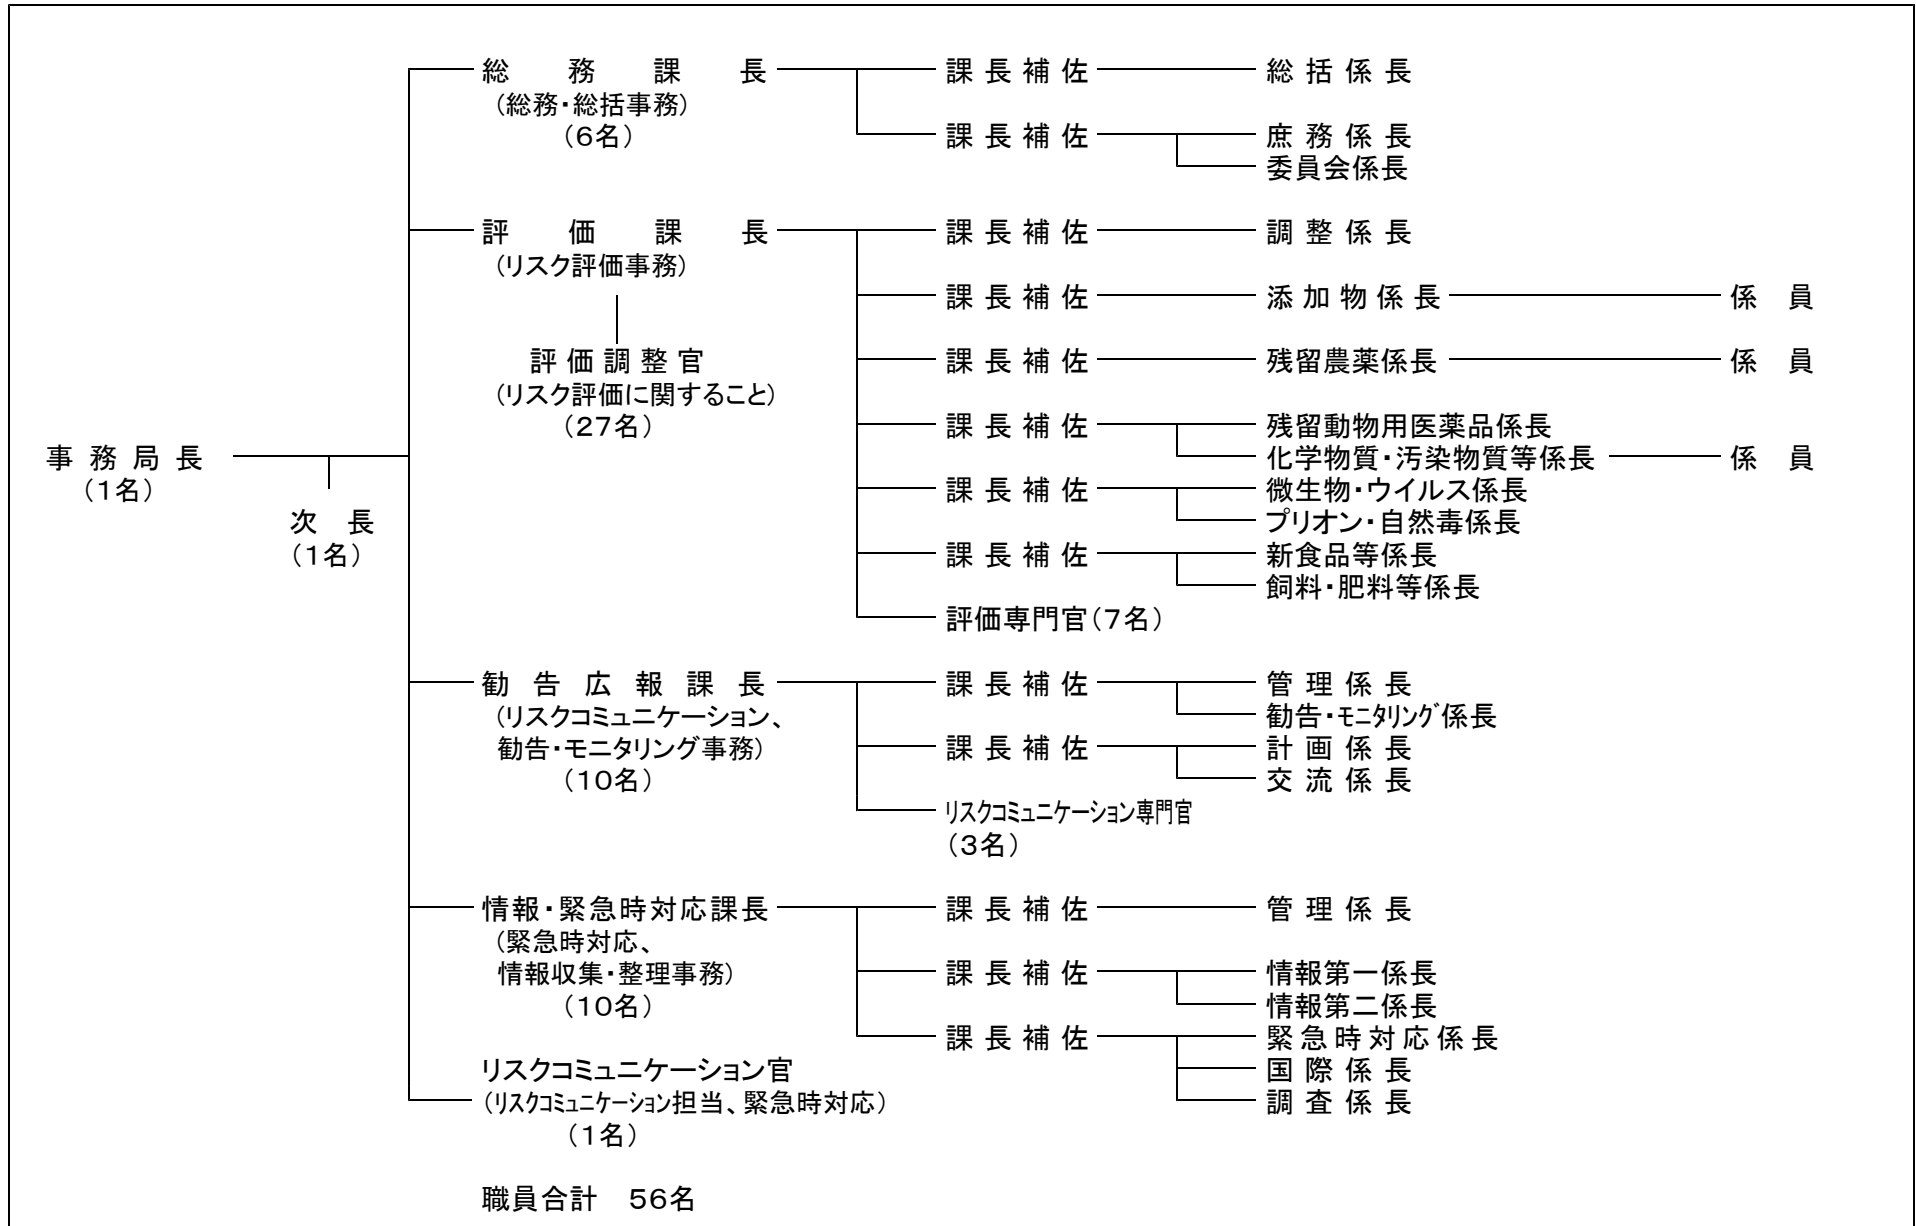 総務課長 課長補佐 総括係長
（総務・総括事務）
（6名） 課長補佐 庶務係長
委員会係長
評価課長 課長補佐 調整係長
（リスク評価事務）
課長補佐 添加物係長 係員
評価調整官 課長補佐 残留農薬係長 係員
（リスク評価に関すること）
（27名） 課長補佐 残留動物用医薬品係長
事務局長 化学物質・汚染物質等係長 係員
（1名） 課長補佐 微生物・ウイルス係長
次長 プリオン・自然毒係長
（1名） 課長補佐 新食品等係長
飼料・肥料等係長
評価専門官（7名）
勧告広報課長 課長補佐 管理係長
（リスクコミュニケーション、 勧告・モニタリング係長
勧告・モニタリング事務） 課長補佐 計画係長
（10名） 交流係長
リスクコミュニケーション専門官
（3名）
情報・緊急時対応課長 課長補佐 管理係長
（緊急時対応、
情報収集・整理事務） 課長補佐 情報第一係長
（10名） 情報第二係長
課長補佐 緊急時対応係長
リスクコミュニケーション官 国際係長
（リスクコミュニケーション担当、緊急時対応） 調査係長
（1名）
職員合計　56名